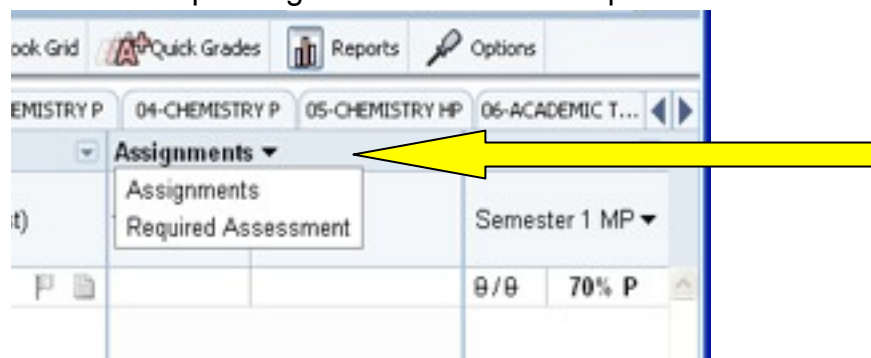 ook Grid Quick Grades Reports Options
EMISTRY P 04-CHEMISTRY P 05-CHEMISTRY HP 06-ACADEMIC T...
Assignments
Assignments
Required Assessment
t) Semester 1 MP
0/0 70% P